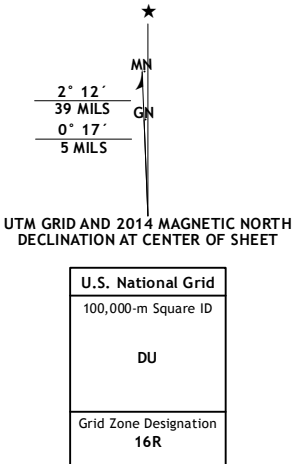 ★
MN
2° 12´
39 MILS
GN
0° 17´
5 MILS
UTM GRID AND 2014 MAGNETIC NORTH
DECLINATION AT CENTER OF SHEET
U.S. National Grid
100,000-m Square ID
DU
Grid Zone Designation
16R